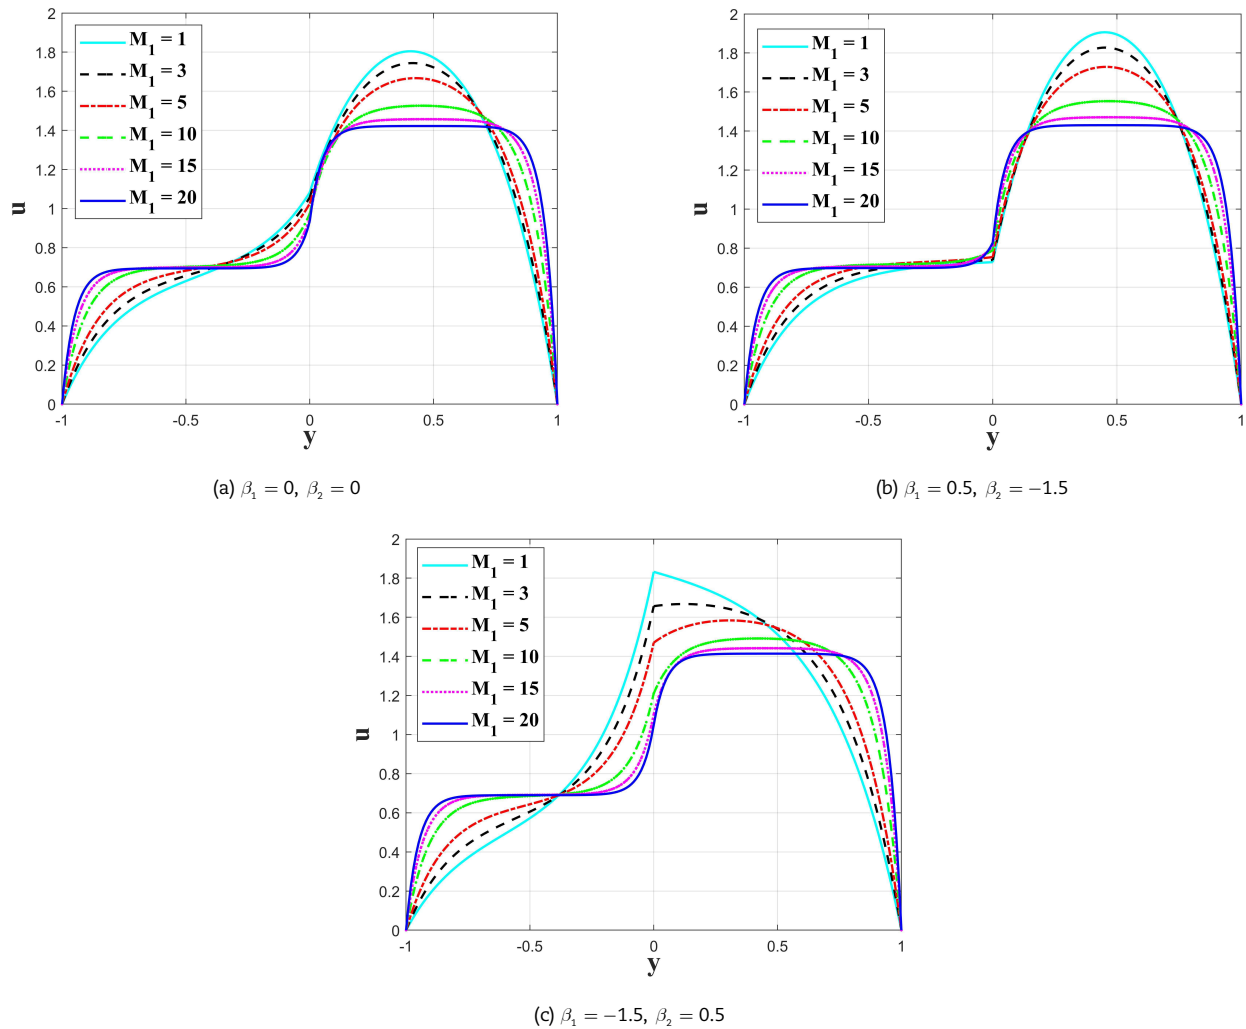 2
1.8
1.6
1.4
1.2
1
0.8
0.6
0.4
0.2
0
-1
-0.5
0
0.5
1
u
y
M1 = 1
M1 = 3
M1 = 5
M1 = 10
M1 = 15
M1 = 20
(a) β1 = 0, β2 = 0
2
1.8
1.6
1.4
1.2
1
0.8
0.6
0.4
0.2
0
-1
-0.5
0
0.5
1
u
y
M1 = 1
M1 = 3
M1 = 5
M1 = 10
M1 = 15
M1 = 20
(b) β1 = 0.5, β2 = −1.5
2
1.8
1.6
1.4
1.2
1
0.8
0.6
0.4
0.2
0
-1
-0.5
0
0.5
1
u
y
M1 = 1
M1 = 3
M1 = 5
M1 = 10
M1 = 15
M1 = 20
(c) β1 = −1.5, β2 = 0.5